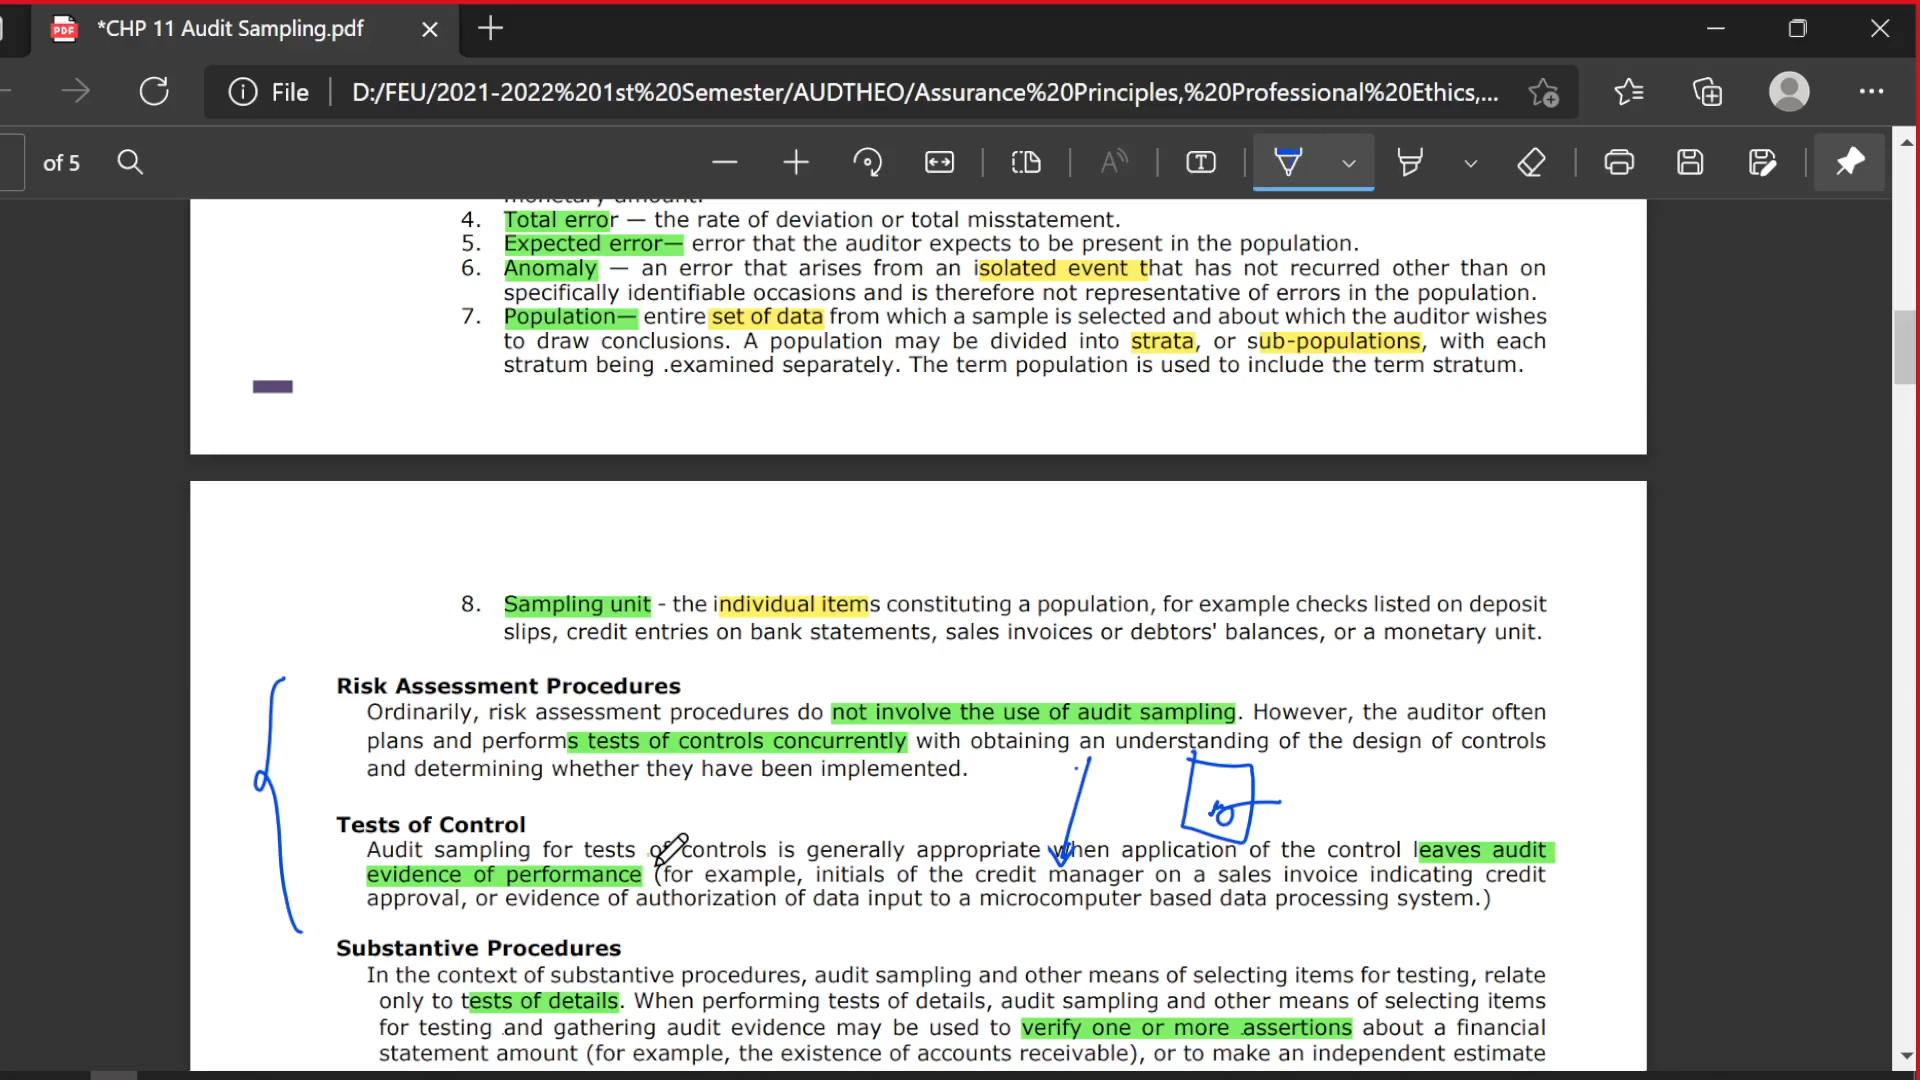 *CHP 11 Audit Sampling.pdf
File
D:/FEU/2021-2022%201st%20Semester/AUDTHEO/Assurance%20Principles,%20Professional%20Ethics,...
of 5
monetary amount.
4. Total error — the rate of deviation or total misstatement.
5. Expected error— error that the auditor expects to be present in the population.
6. Anomaly — an error that arises from an isolated event that has not recurred other than on
specifically identifiable occasions and is therefore not representative of errors in the population.
7. Population— entire set of data from which a sample is selected and about which the auditor wishes
to draw conclusions. A population may be divided into strata, or sub-populations, with each
stratum being .examined separately. The term population is used to include the term stratum.
8. Sampling unit - the individual items constituting a population, for example checks listed on deposit
slips, credit entries on bank statements, sales invoices or debtors' balances, or a monetary unit.
Risk Assessment Procedures
Ordinarily, risk assessment procedures do not involve the use of audit sampling. However, the auditor often
plans and performs tests of controls concurrently with obtaining an understanding of the design of controls
and determining whether they have been implemented.
Tests of Control
Audit sampling for tests of controls is generally appropriate when application of the control leaves audit
evidence of performance (for example, initials of the credit manager on a sales invoice indicating credit
approval, or evidence of authorization of data input to a microcomputer based data processing system.)
Substantive Procedures
In the context of substantive procedures, audit sampling and other means of selecting items for testing, relate
only to tests of details. When performing tests of details, audit sampling and other means of selecting items
for testing and gathering audit evidence may be used to verify one or more .assertions about a financial
statement amount (for example, the existence of accounts receivable), or to make an independent estimate